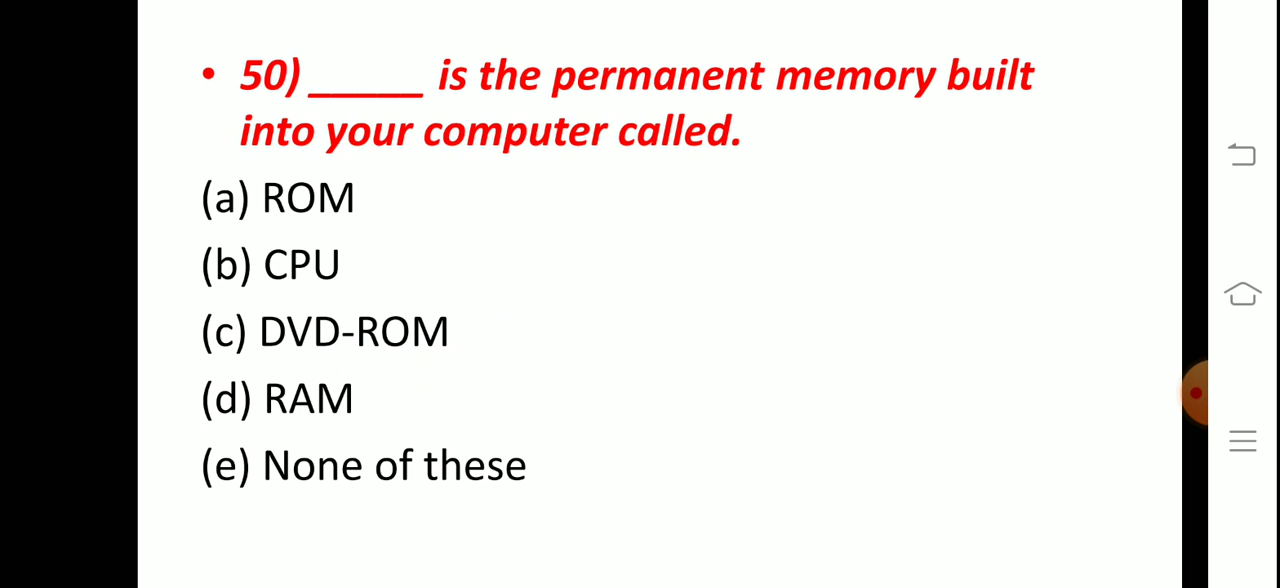 • 50) _____ is the permanent memory built
into your computer called.
(a) ROM
(b) CPU
(c) DVD-ROM
(d) RAM
(e) None of these